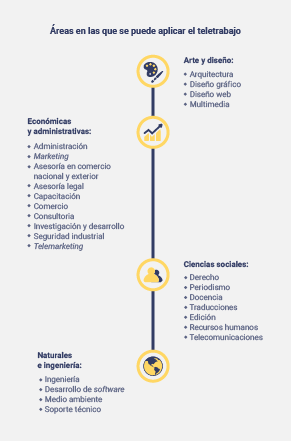 Áreas en las que se puede aplicar el teletrabajo
Arte y diseño:
Arquitectura
Diseño gráfico
Diseño web
Multimedia
Económicas
y administrativas:
Administración
Marketing
Asesoría en comercio
nacional y exterior
Asesoría legal
Capacitación
Comercio
Consultoria
Investigación y desarrollo
Seguridad industrial
Telemarketing
Ciencias sociales:
Derecho
Periodismo
Docencia
Traducciones
Edición
Recursos humanos
Telecomunicaciones
Naturales
e ingeniería:
Ingeniería
Desarrollo de software
Medio ambiente
Soporte técnico